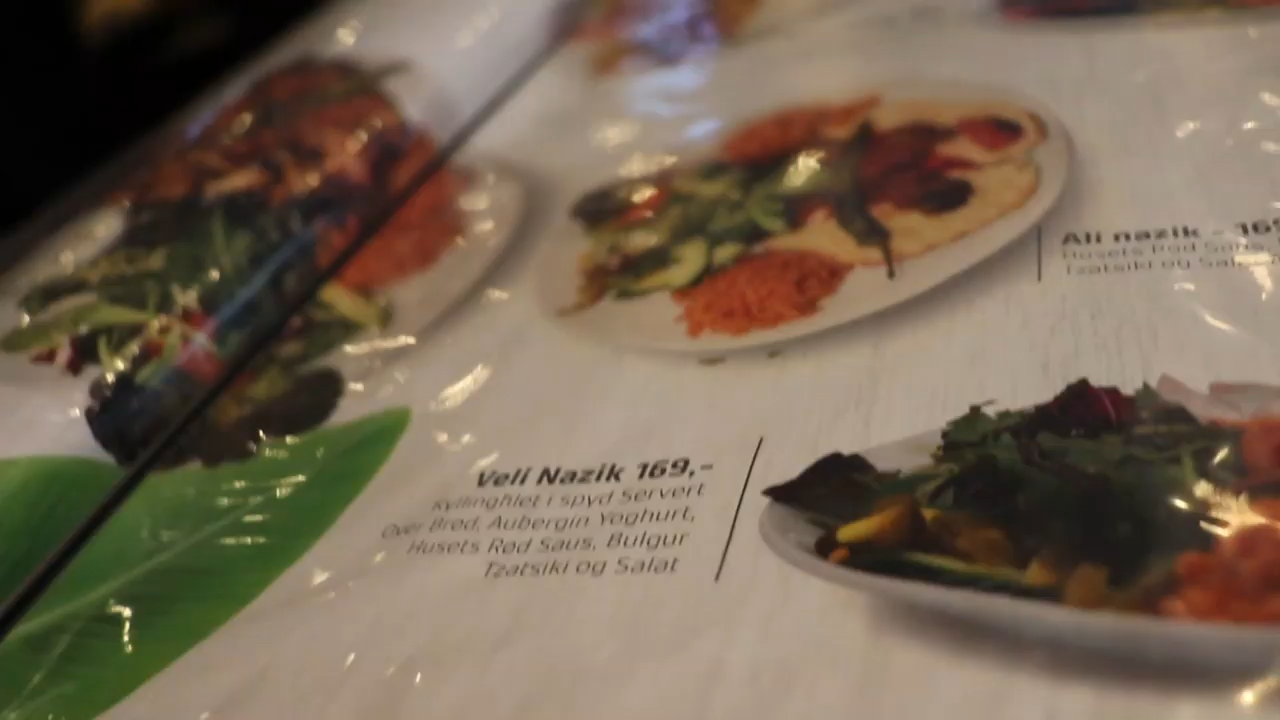 Ali nazik - 169
Husets Rød Saus,
Tzatsiki og Salat
Veli Nazik 169,-
Kyllingfilet i spyd Servert
Over Brød, Aubergin Yoghurt,
Husets Rød Saus, Bulgur
Tzatsiki og Salat